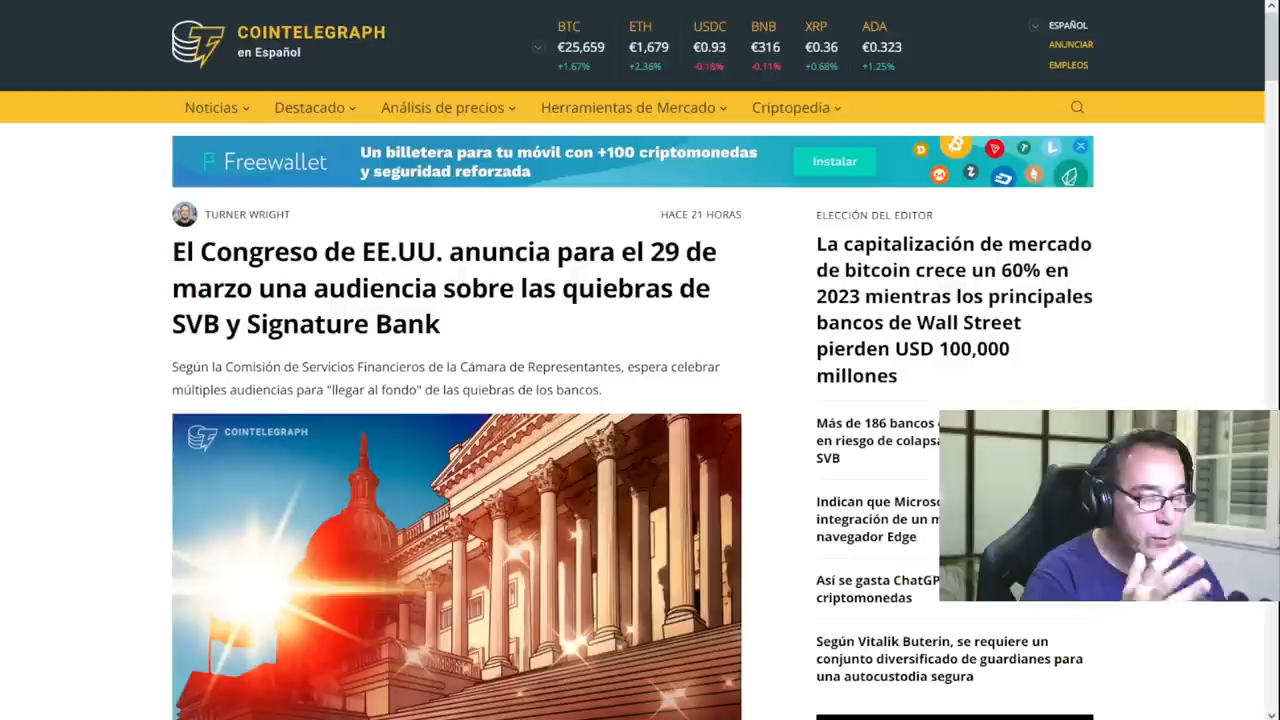 COINTELEGRAPH
en Español
BTC ETH USDC BNB XRP ADA
€25,659 €1,679 €0.93 €316 €0.36 €0.323
+1.67% +2.36% -0.18% -0.11% +0.68% +1.25%
ESPAÑOL
ANUNCIAR
EMPLEOS
Noticias Destacado Análisis de precios Herramientas de Mercado Criptopedia
Freewallet
Un billetera para tu móvil con +100 criptomonedas
y seguridad reforzada
Instalar
TURNER WRIGHT
HACE 21 HORAS
El Congreso de EE.UU. anuncia para el 29 de
marzo una audiencia sobre las quiebras de
SVB y Signature Bank
Según la Comisión de Servicios Financieros de la Cámara de Representantes, espera celebrar
múltiples audiencias para "llegar al fondo" de las quiebras de los bancos.
COINTELEGRAPH
ELECCIÓN DEL EDITOR
La capitalización de mercado
de bitcoin crece un 60% en
2023 mientras los principales
bancos de Wall Street
pierden USD 100,000
millones
Más de 186 bancos
en riesgo de colapsa
SVB
Indican que Micros
integración de un
navegador Edge
Así se gasta ChatGP
criptomonedas
Según Vitalik Buterin, se requiere un
conjunto diversificado de guardianes para
una autocustodia segura